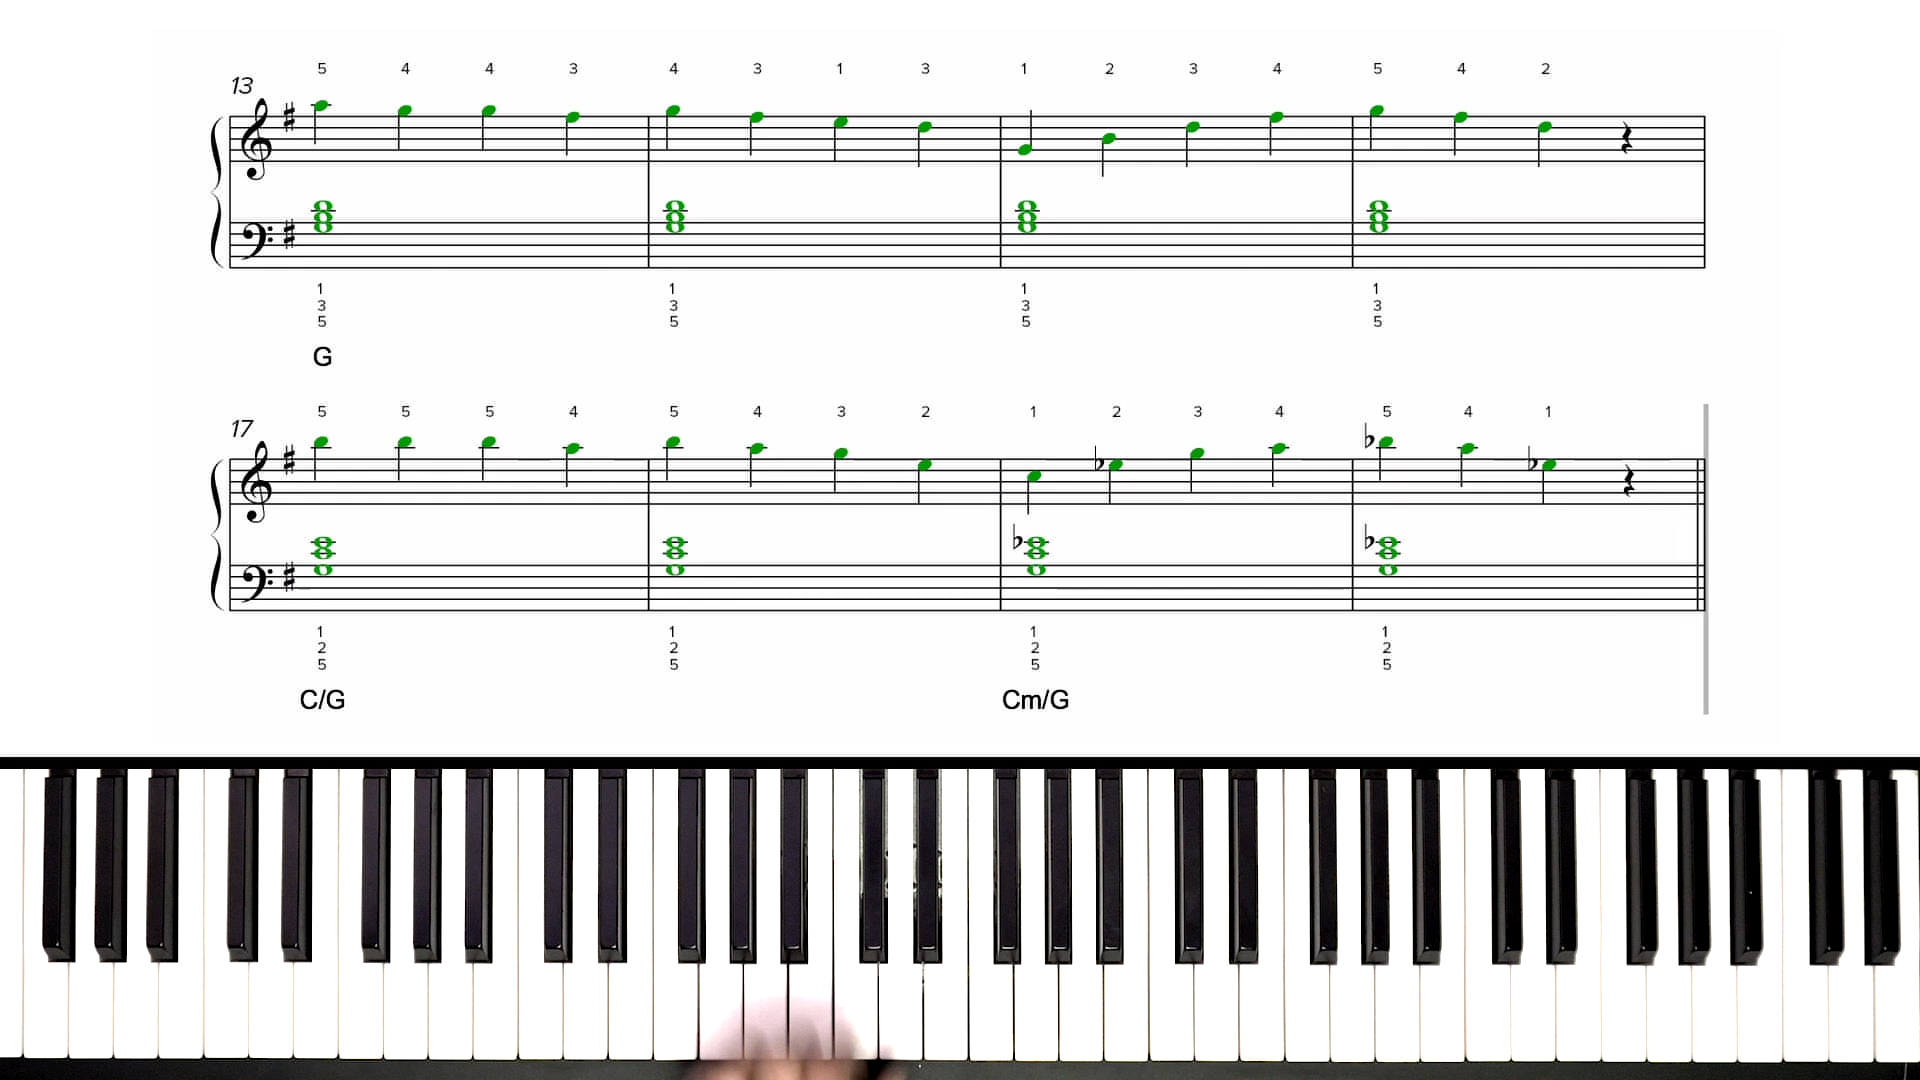 5 4 4 3 4 3 1 3 1 2 3 4 5 4 2
13
1 1 1 1
3 3 3 3
5 5 5 5
G
5 5 5 4 5 4 3 2 1 2 3 4 5 4 1
17
1 1 1 1
2 2 2 2
5 5 5 5
C/G Cm/G